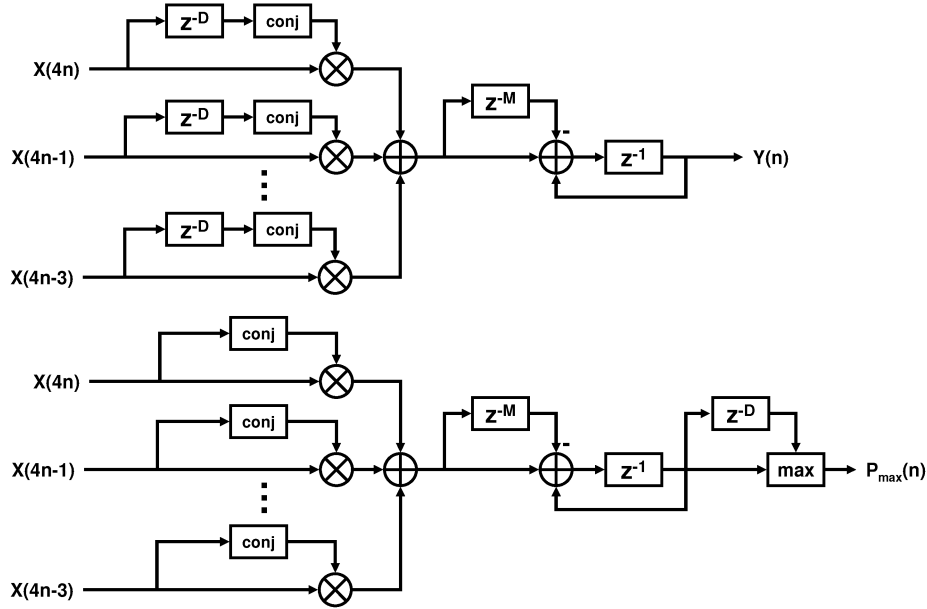 z-D conj
X(4n)
z-D conj z-M
-
X(4n-1) z-1 Y(n)
z-D conj
X(4n-3)
conj
X(4n)
conj z-M z-D
-
X(4n-1) z-1 max Pmax(n)
conj
X(4n-3)